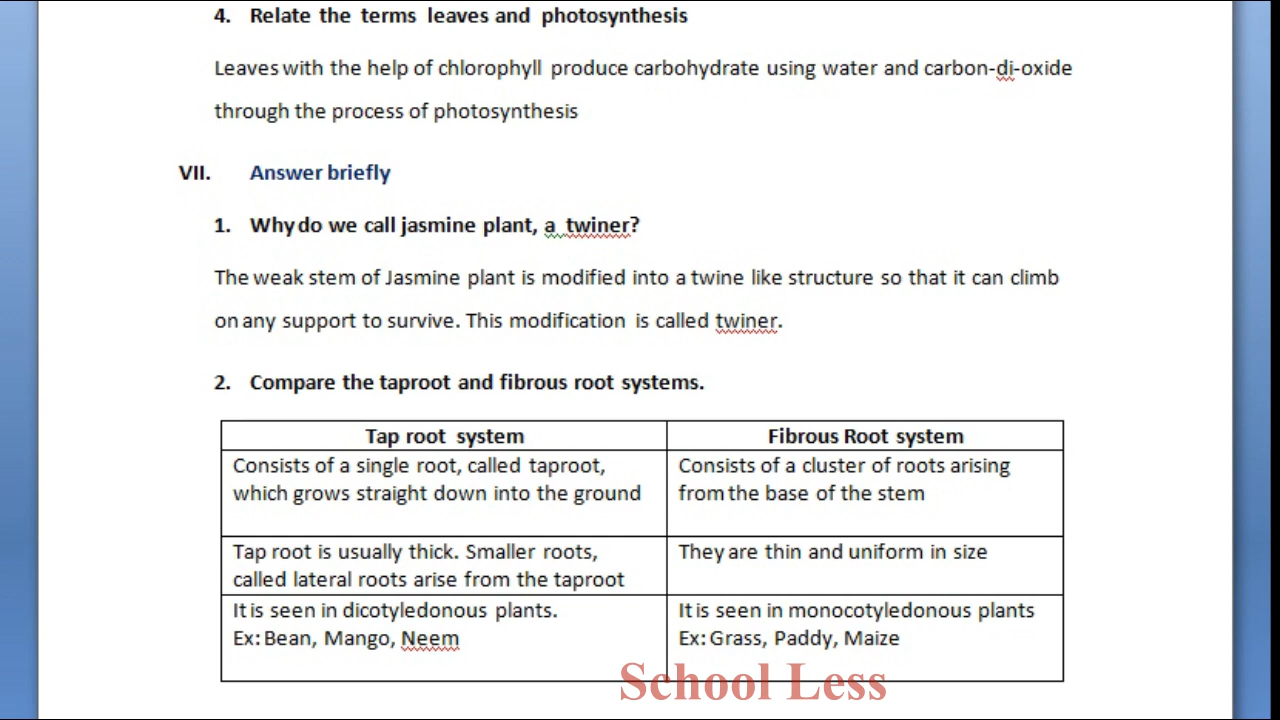 4. Relate the terms leaves and photosynthesis
Leaves with the help of chlorophyll produce carbohydrate using water and carbon-di-oxide
through the process of photosynthesis
VII. Answer briefly
1. Why do we call jasmine plant, a twiner?
The weak stem of Jasmine plant is modified into a twine like structure so that it can climb
on any support to survive. This modification is called twiner.
2. Compare the taproot and fibrous root systems.
Tap root system Fibrous Root system
Consists of a single root, called taproot, Consists of a cluster of roots arising
which grows straight down into the ground from the base of the stem
Tap root is usually thick. Smaller roots, They are thin and uniform in size
called lateral roots arise from the taproot
It is seen in dicotyledonous plants. It is seen in monocotyledonous plants
Ex: Bean, Mango, Neem Ex: Grass, Paddy, Maize
School Less